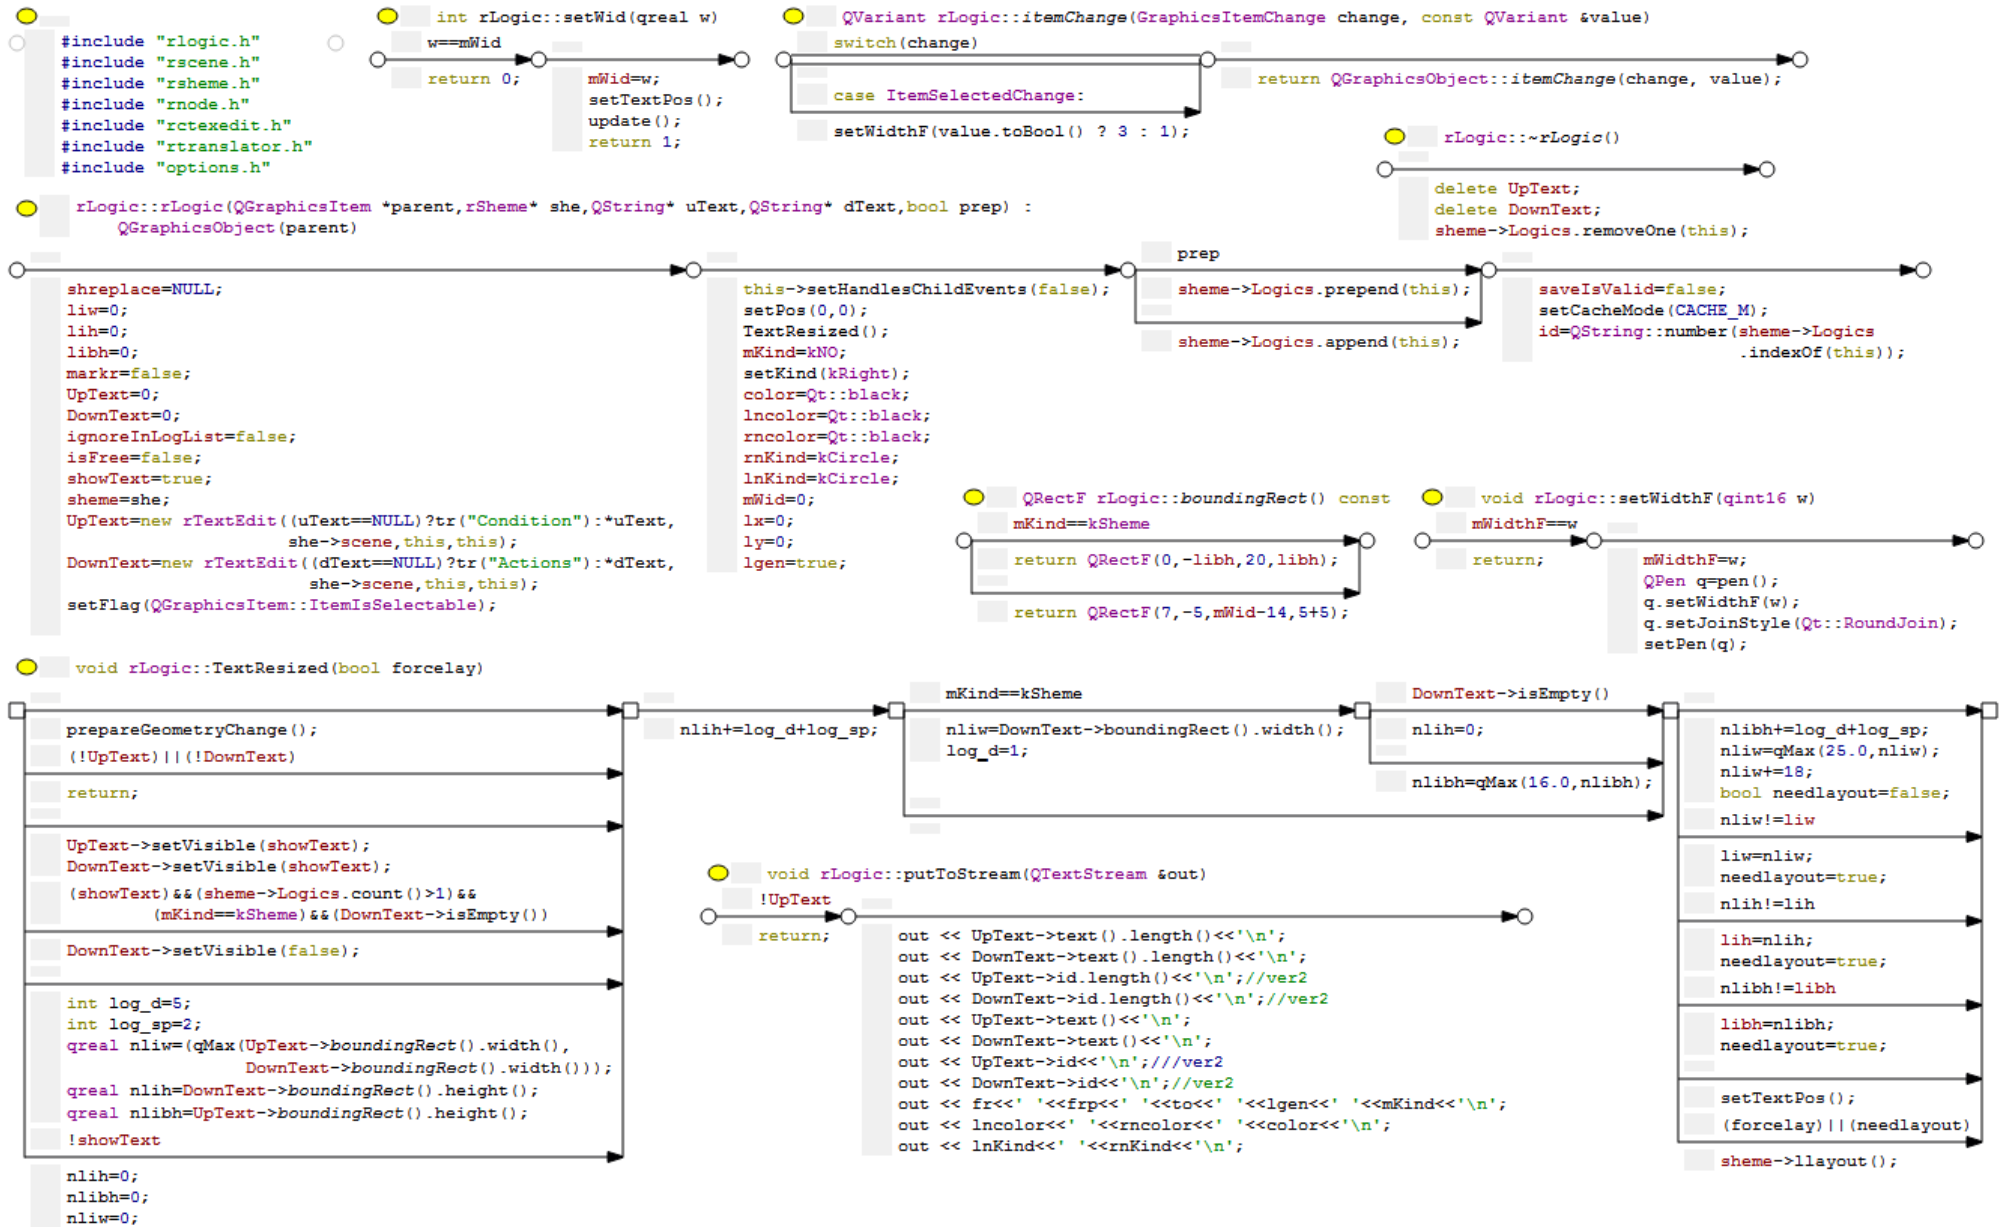 #include "rlogic.h"
#include "rscene.h"
#include "rsheme.h"
#include "rnode.h"
#include "rctexedit.h"
#include "rtranslator.h"
#include "options.h"
int rLogic::setWid(qreal w)
w==mWid
return 0;
mWid=w;
setTextPos();
update();
return 1;
QVariant rLogic::itemChange(GraphicsItemChange change, const QVariant &value)
switch(change)
case ItemSelectedChange:
setWidthF(value.toBool() ? 3 : 1);
return QGraphicsObject::itemChange(change, value);
rLogic::~rLogic()
delete UpText;
delete DownText;
sheme->Logics.removeOne(this);
rLogic::rLogic(QGraphicsItem *parent,rSheme* she,QString* uText,QString* dText,bool prep) :
QGraphicsObject(parent)
shreplace=NULL;
liw=0;
lih=0;
libh=0;
markr=false;
UpText=0;
DownText=0;
ignoreInLogList=false;
isFree=false;
showText=true;
sheme=she;
UpText=new rTextEdit((uText==NULL)?tr("Condition"):*uText,
she->scene,this,this);
DownText=new rTextEdit((dText==NULL)?tr("Actions"):*dText,
she->scene,this,this);
setFlag(QGraphicsItem::ItemIsSelectable);
this->setHandlesChildEvents(false);
setPos(0,0);
TextResized();
mKind=kNO;
setKind(kRight);
color=Qt::black;
lncolor=Qt::black;
rncolor=Qt::black;
rnKind=kCircle;
lnKind=kCircle;
mWid=0;
lx=0;
ly=0;
lgen=true;
prep
sheme->Logics.prepend(this);
sheme->Logics.append(this);
saveIsValid=false;
setCacheMode(CACHE_M);
id=QString::number(sheme->Logics
.indexOf(this));
QRectF rLogic::boundingRect() const
mKind==kSheme
return QRectF(0,-libh,20,libh);
return QRectF(7,-5,mWid-14,5+5);
void rLogic::setWidthF(qint16 w)
mWidthF==w
return;
mWidthF=w;
QPen q=pen();
q.setWidthF(w);
q.setJoinStyle(Qt::RoundJoin);
setPen(q);
void rLogic::TextResized(bool forcelay)
prepareGeometryChange();
(!UpText)||(!DownText)
return;
UpText->setVisible(showText);
DownText->setVisible(showText);
(showText)&&(sheme->Logics.count()>1)&&
(mKind==kSheme)&&(DownText->isEmpty())
DownText->setVisible(false);
int log_d=5;
int log_sp=2;
qreal nliw=(qMax(UpText->boundingRect().width(),
DownText->boundingRect().width()));
qreal nlih=DownText->boundingRect().height();
qreal nlibh=UpText->boundingRect().height();
!showText
nlih=0;
nlibh=0;
nliw=0;
nlih+=log_d+log_sp;
mKind==kSheme
nliw=DownText->boundingRect().width();
log_d=1;
DownText->isEmpty()
nlih=0;
nlibh=qMax(16.0,nlibh);
nlibh+=log_d+log_sp;
nliw=qMax(25.0,nliw);
nliw+=18;
bool needlayout=false;
nliw!=liw
liw=nliw;
needlayout=true;
nlih!=lih
lih=nlih;
needlayout=true;
nlibh!=libh
libh=nlibh;
needlayout=true;
setTextPos();
(forcelay)||(needlayout)
sheme->llayout();
void rLogic::putToStream(QTextStream &out)
!UpText
return;
out << UpText->text().length()<<'\n';
out << DownText->text().length()<<'\n';
out << UpText->id.length()<<'\n';//ver2
out << DownText->id.length()<<'\n';//ver2
out << UpText->text()<<'\n';
out << DownText->text()<<'\n';
out << UpText->id<<'\n';///ver2
out << DownText->id<<'\n';//ver2
out << fr<<' '<<frp<<' '<<to<<' '<<lgen<<' '<<mKind<<'\n';
out << lncolor<<' '<<rncolor<<' '<<color<<'\n';
out << lnKind<<' '<<rnKind<<'\n';